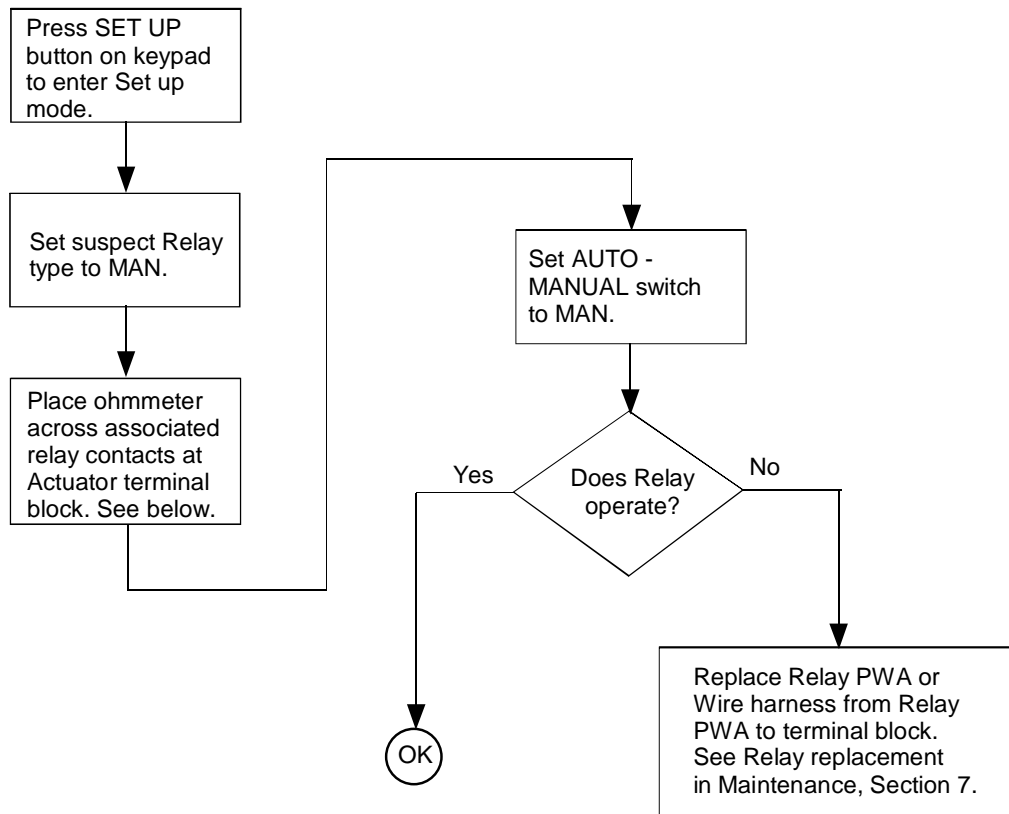 Press SET UP
button on keypad
to enter Set up
mode.
Set suspect Relay
type to MAN.
Place ohmmeter
across associated
relay contacts at
Actuator terminal
block. See below.
Set AUTO -
MANUAL switch
to MAN.
Does Relay
operate?
Yes
No
OK
Replace Relay PWA or
Wire harness from Relay
PWA to terminal block.
See Relay replacement
in Maintenance, Section 7.